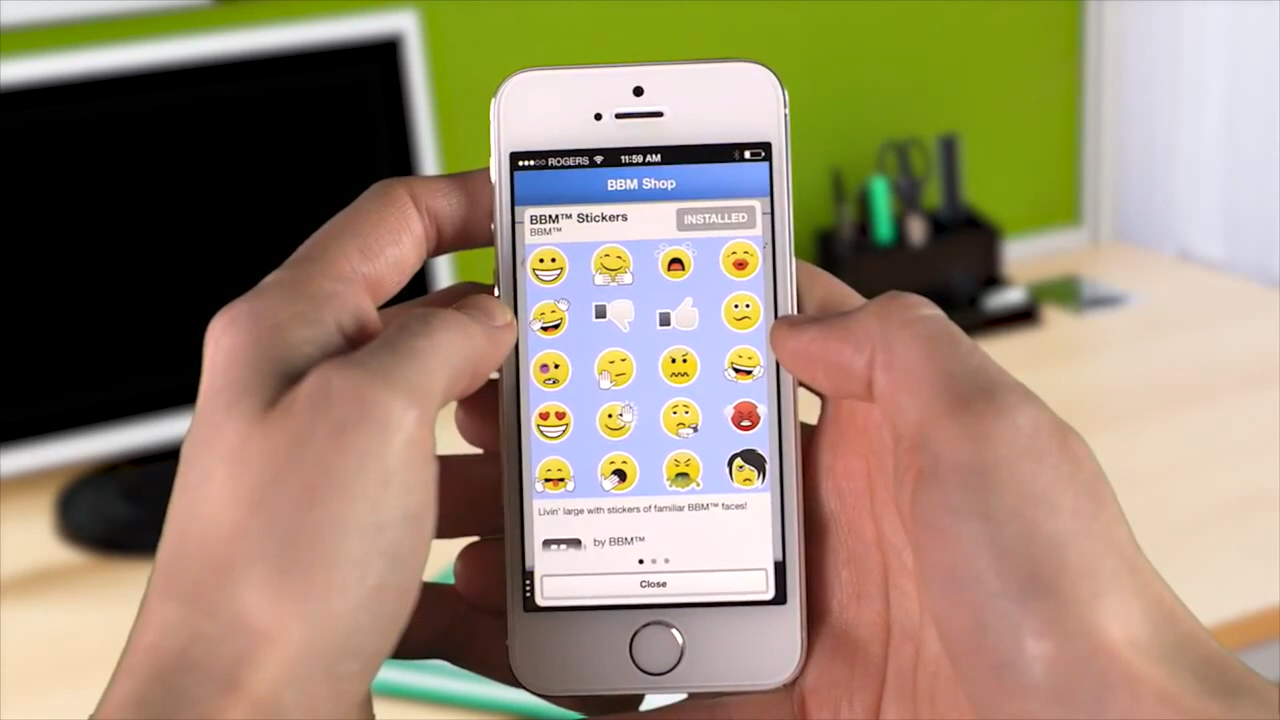 ROGERS 11:59 AM
BBM Shop
BBM™ Stickers
INSTALLED
BBM™
Livin' large with stickers of familiar BBM™ faces!
by BBM™
Close